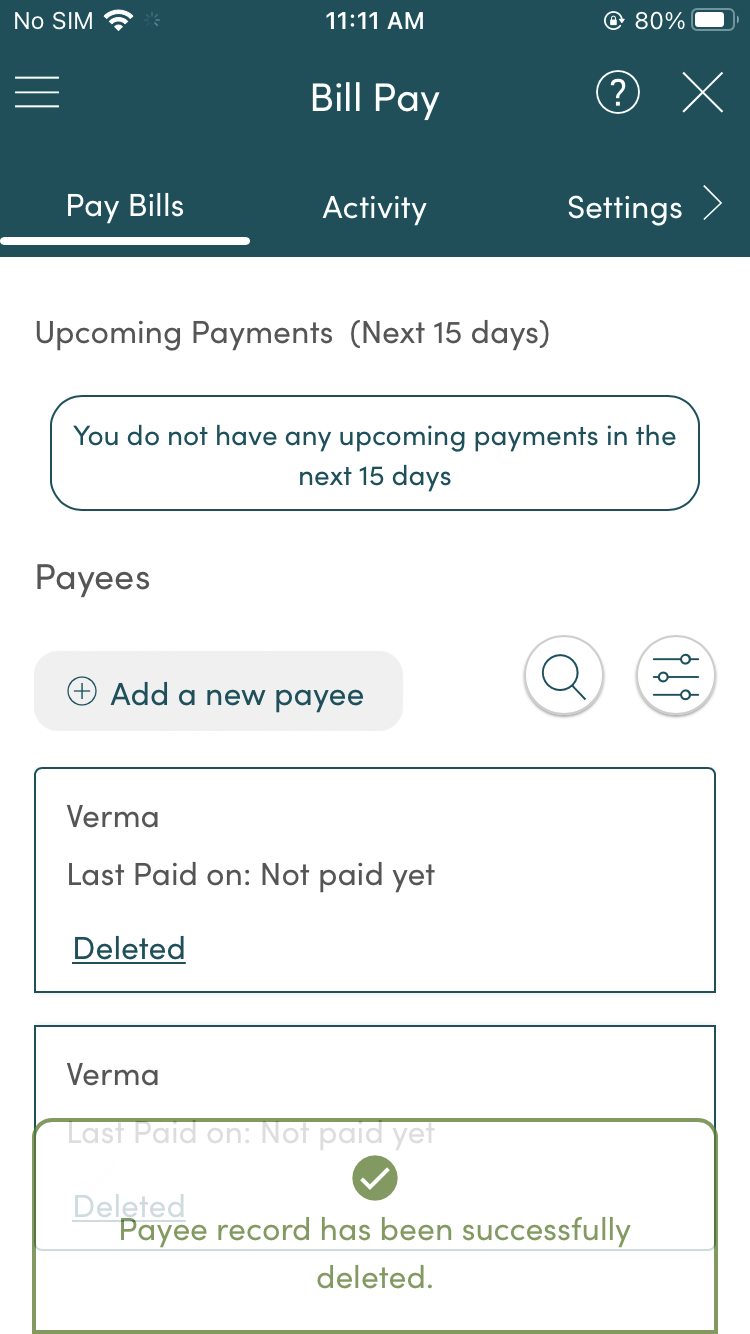 No SIM 11:11 AM 80%
Bill Pay ?
Pay Bills Activity Settings
Upcoming Payments (Next 15 days)
You do not have any upcoming payments in the
next 15 days
Payees
Add a new payee
Verma
Last Paid on: Not paid yet
Deleted
Verma
Last Paid on: Not paid yet
Deleted
Payee record has been successfully
deleted.